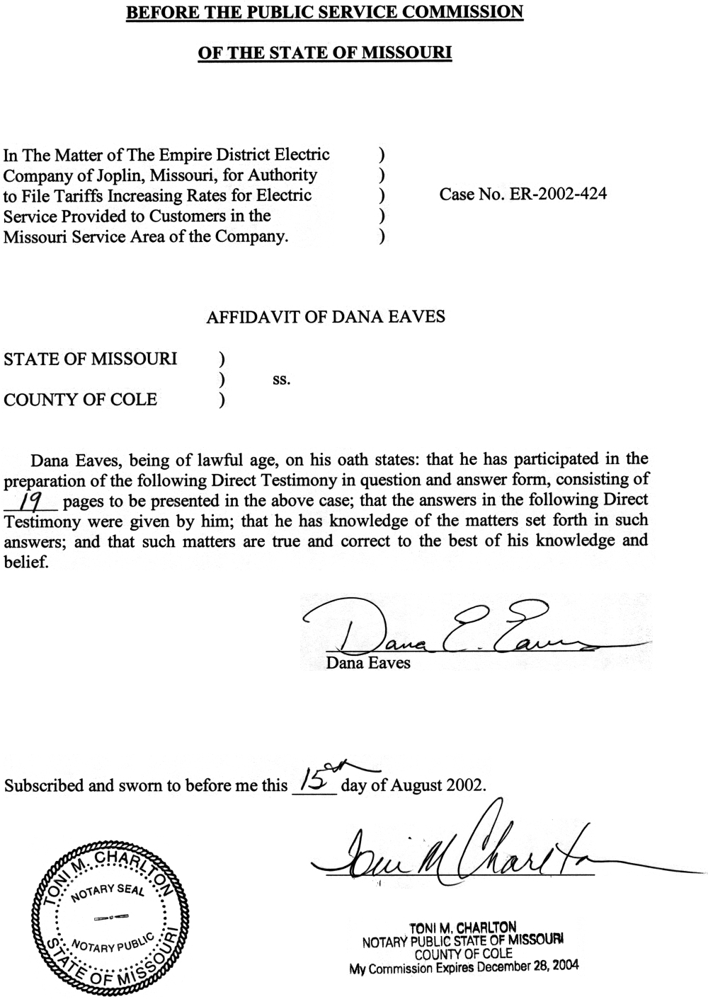 BEFORE THE PUBLIC SERVICE COMMISSION
OF THE STATE OF MISSOURI
In The Matter of The Empire District Electric )
Company of Joplin, Missouri, for Authority )
to File Tariffs Increasing Rates for Electric ) Case No. ER-2002-424
Service Provided to Customers in the )
Missouri Service Area of the Company. )
AFFIDAVIT OF DANA EAVES
STATE OF MISSOURI )
) ss.
COUNTY OF COLE )
Dana Eaves, being of lawful age, on his oath states: that he has participated in the
preparation of the following Direct Testimony in question and answer form, consisting of
19 pages to be presented in the above case; that the answers in the following Direct
Testimony were given by him; that he has knowledge of the matters set forth in such
answers; and that such matters are true and correct to the best of his knowledge and
belief.
Dana E. Eaves
Dana Eaves
Subscribed and sworn to before me this 15th day of August 2002.
Toni M Charlton
TONI M. CHARLTON
NOTARY SEAL
NOTARY PUBLIC
STATE OF MISSOURI
TONI M. CHARLTON
NOTARY PUBLIC STATE OF MISSOURI
COUNTY OF COLE
My Commission Expires December 28, 2004